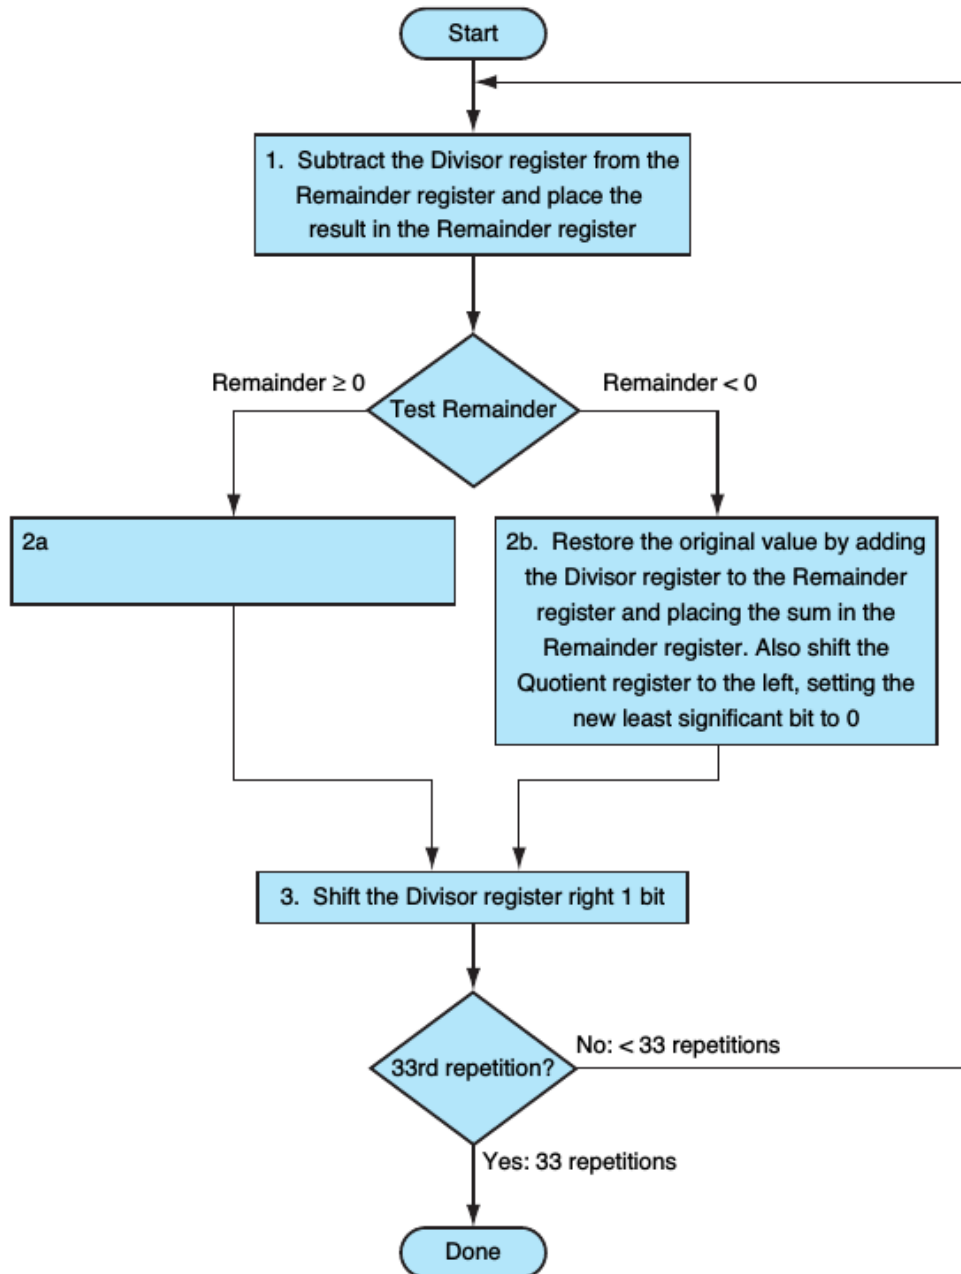 Start
1. Subtract the Divisor register from the
Remainder register and place the
result in the Remainder register
Remainder ≥ 0
Remainder < 0
Test Remainder
2a
2b. Restore the original value by adding
the Divisor register to the Remainder
register and placing the sum in the
Remainder register. Also shift the
Quotient register to the left, setting the
new least significant bit to 0
3. Shift the Divisor register right 1 bit
No: < 33 repetitions
33rd repetition?
Yes: 33 repetitions
Done